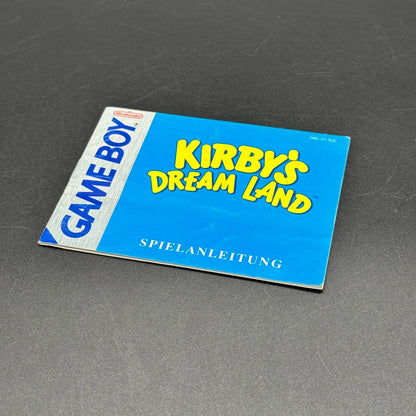 Nintendo
GAME BOY
KIRBY'S
DREAM LAND
SPIELANLEITUNG